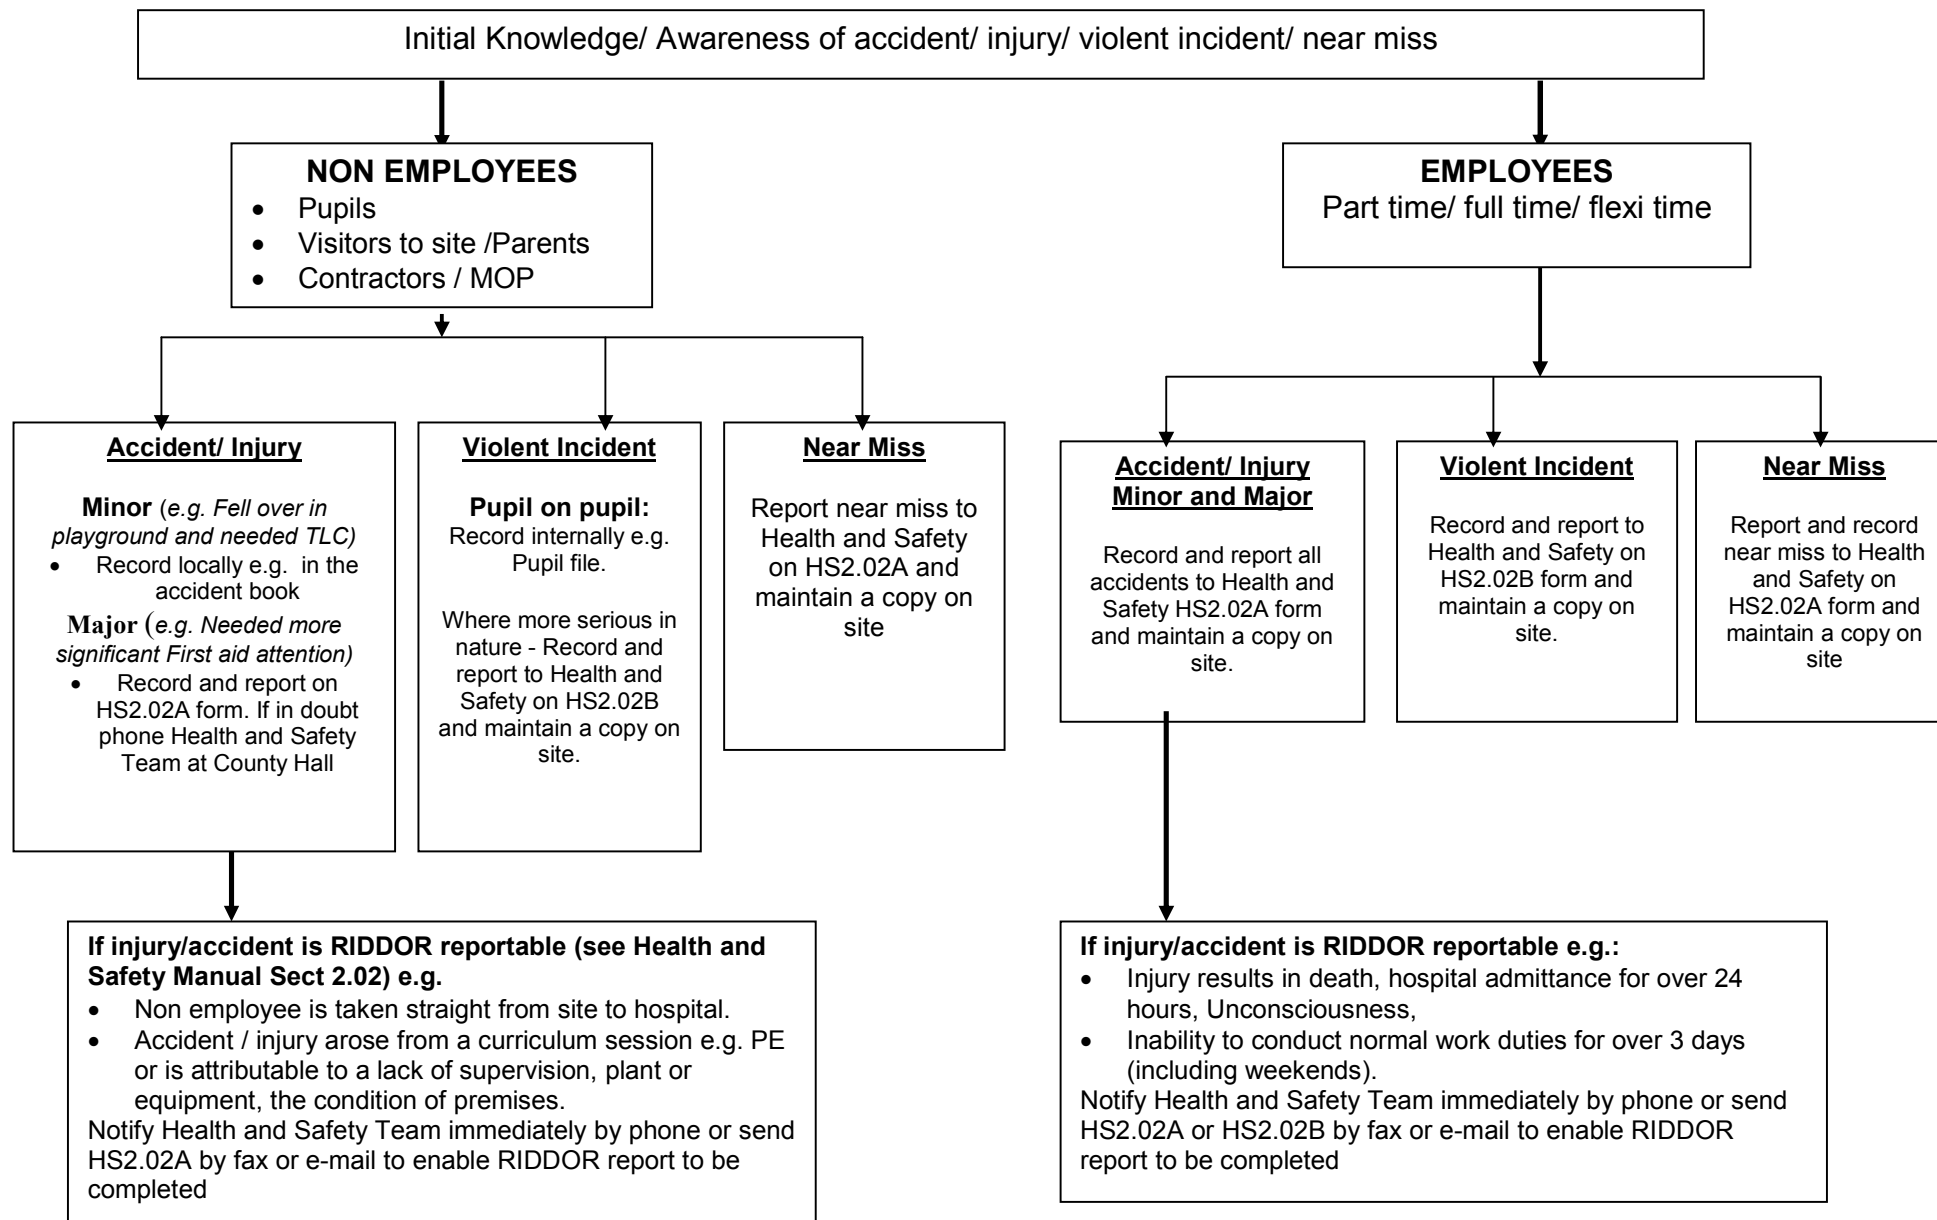 Initial Knowledge/ Awareness of accident/ injury/ violent incident/ near miss
NON EMPLOYEES
• Pupils
• Visitors to site /Parents
• Contractors / MOP
EMPLOYEES
Part time/ full time/ flexi time
Accident/ Injury
Minor (e.g. Fell over in
playground and needed TLC)
• Record locally e.g. in the
accident book
Major (e.g. Needed more
significant First aid attention)
• Record and report on
HS2.02A form. If in doubt
phone Health and Safety
Team at County Hall
Violent Incident
Pupil on pupil:
Record internally e.g.
Pupil file.
Where more serious in
nature - Record and
report to Health and
Safety on HS2.02B
and maintain a copy on
site.
Near Miss
Report near miss to
Health and Safety
on HS2.02A and
maintain a copy on
site
Accident/ Injury
Minor and Major
Record and report all
accidents to Health and
Safety HS2.02A form
and maintain a copy on
site.
Violent Incident
Record and report to
Health and Safety on
HS2.02B form and
maintain a copy on
site.
Near Miss
Report and record
near miss to Health
and Safety on
HS2.02A form and
maintain a copy on
site
If injury/accident is RIDDOR reportable (see Health and
Safety Manual Sect 2.02) e.g.
• Non employee is taken straight from site to hospital.
• Accident / injury arose from a curriculum session e.g. PE
or is attributable to a lack of supervision, plant or
equipment, the condition of premises.
Notify Health and Safety Team immediately by phone or send
HS2.02A by fax or e-mail to enable RIDDOR report to be
completed
If injury/accident is RIDDOR reportable e.g.:
• Injury results in death, hospital admittance for over 24
hours, Unconsciousness,
• Inability to conduct normal work duties for over 3 days
(including weekends).
Notify Health and Safety Team immediately by phone or send
HS2.02A or HS2.02B by fax or e-mail to enable RIDDOR
report to be completed